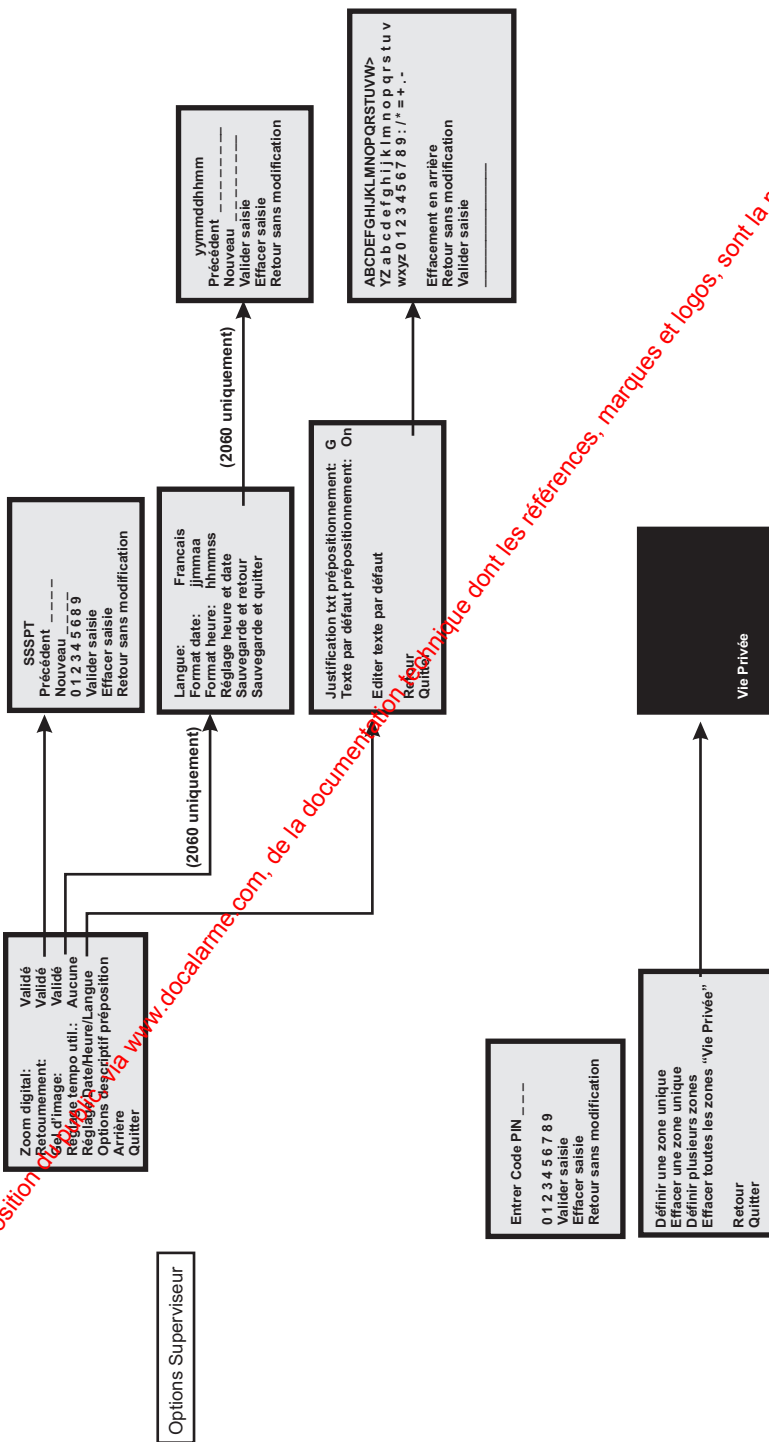 Options Superviseur
Zoom digital: Validé
Retournement: Validé
Gel d'image: Validé
Réglage tempo util.: Aucune
Réglage Date/Heure/Langue
Options descriptif préposition
Arrière
Quitter
SSSPT
Précédent _ _ _ _
Nouveau _ _ _ _
0 1 2 3 4 5 6 8 9
Valider saisie
Effacer saisie
Retour sans modification
(2060 uniquement)
Langue: Francais
Format date: jjmmaa
Format heure: hhmmss
Réglage heure et date
Sauvegarde et retour
Sauvegarde et quitter
(2060 uniquement)
yymmddhhmm
Précédent _ _ _ _ _ _ _ _
Nouveau _ _ _ _ _ _ _ _
Valider saisie
Effacer saisie
Retour sans modification
Justification txt prépositionnement: G
Texte par défaut prépositionnement: On
Editer texte par défaut
Retour
Quitter
ABCDEFGHIJKLMNOPQRSTUVW>
YZ a b c d e f g h i j k l m n o p q r s t u v
wxyz 0 1 2 3 4 5 6 7 8 9 : / * = + . -
Effacement en arrière
Retour sans modification
Valider saisie
Entrer Code PIN _ _ _
0 1 2 3 4 5 6 7 8 9
Valider saisie
Effacer saisie
Retour sans modification
Définir une zone unique
Effacer une zone unique
Définir plusieurs zones
Effacer toutes les zones “Vie Privée”
Retour
Quitter
Vie Privée
position du public, via www.docalarme.com, de la documentation technique dont les références, marques et logos, sont la